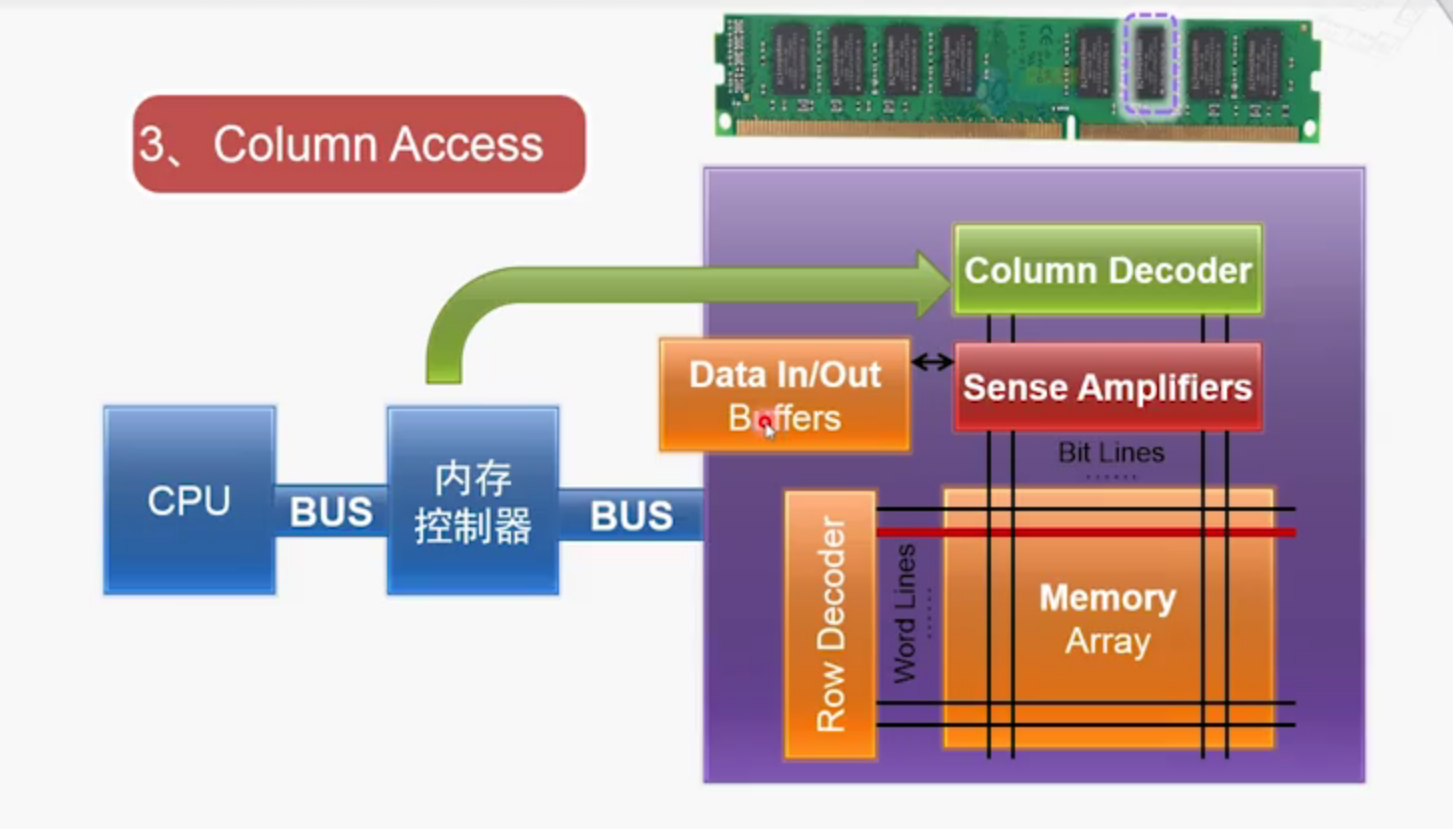 3、Column Access
Column Decoder
Data In/Out
Buffers
Sense Amplifiers
Bit Lines
CPU
BUS
内存
控制器
BUS
Row Decoder
Word Lines
Memory
Array